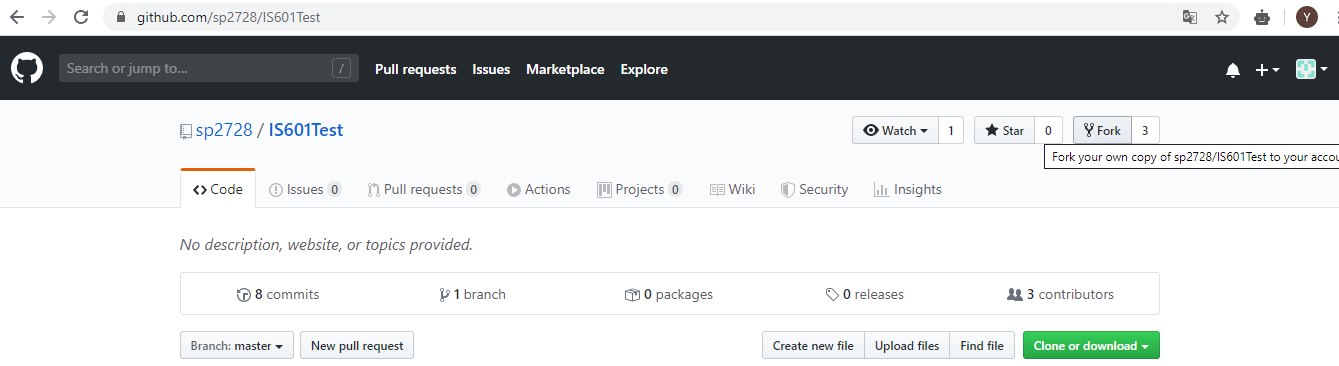 github.com/sp2728/IS601Test
Y
Search or jump to... / Pull requests Issues Marketplace Explore
sp2728 / IS601Test Watch 1 Star 0 Fork 3
Fork your own copy of sp2728/IS601Test to your accou
Code Issues 0 Pull requests 0 Actions Projects 0 Wiki Security Insights
No description, website, or topics provided.
8 commits 1 branch 0 packages 0 releases 3 contributors
Branch: master New pull request Create new file Upload files Find file Clone or download